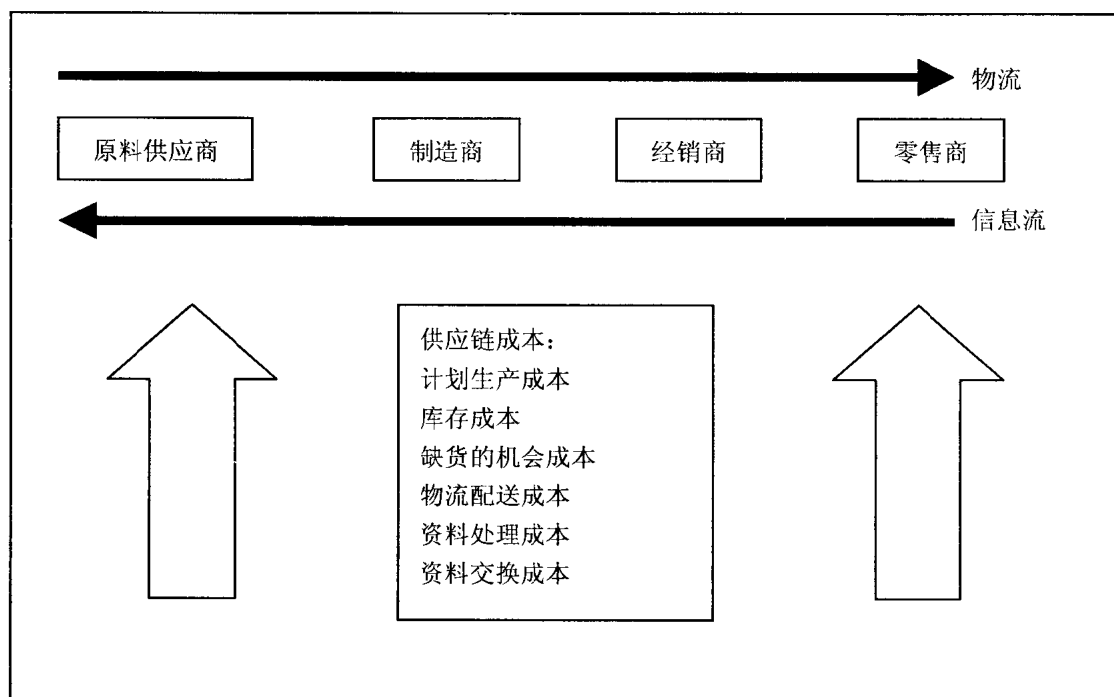 物流
原料供应商 制造商 经销商 零售商
信息流
供应链成本：
计划生产成本
库存成本
缺货的机会成本
物流配送成本
资料处理成本
资料交换成本